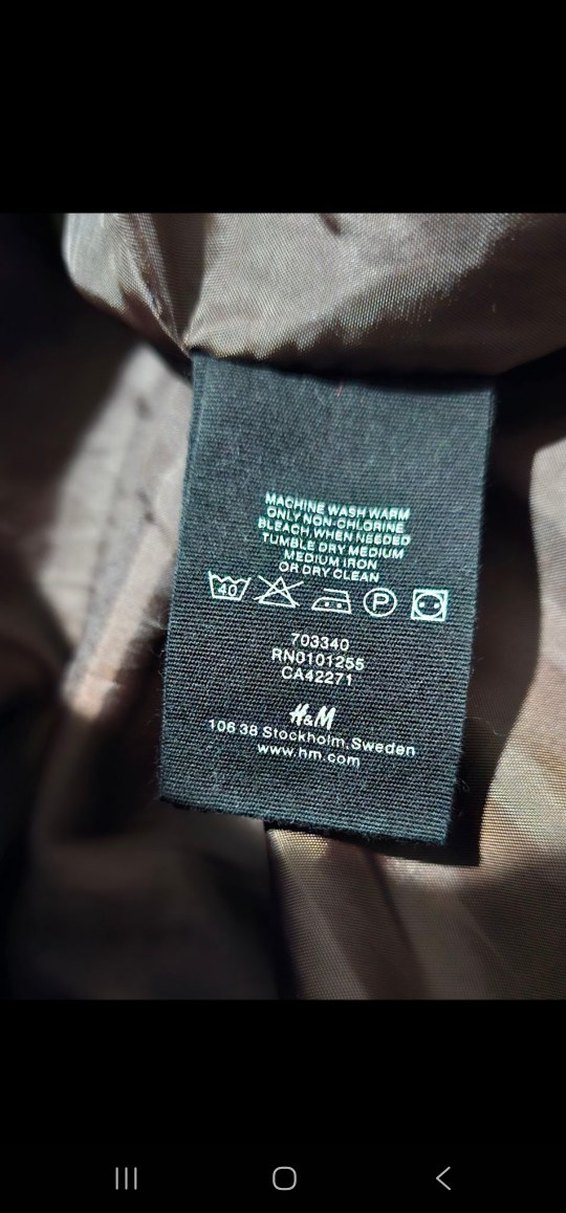 MACHINE WASH WARM
ONLY NON-CHLORINE
BLEACH, WHEN NEEDED
TUMBLE DRY MEDIUM
MEDIUM IRON
OR DRY CLEAN
40 P
703340
RN0101255
CA42271
H&M
106 38 Stockholm, Sweden
www.hm.com